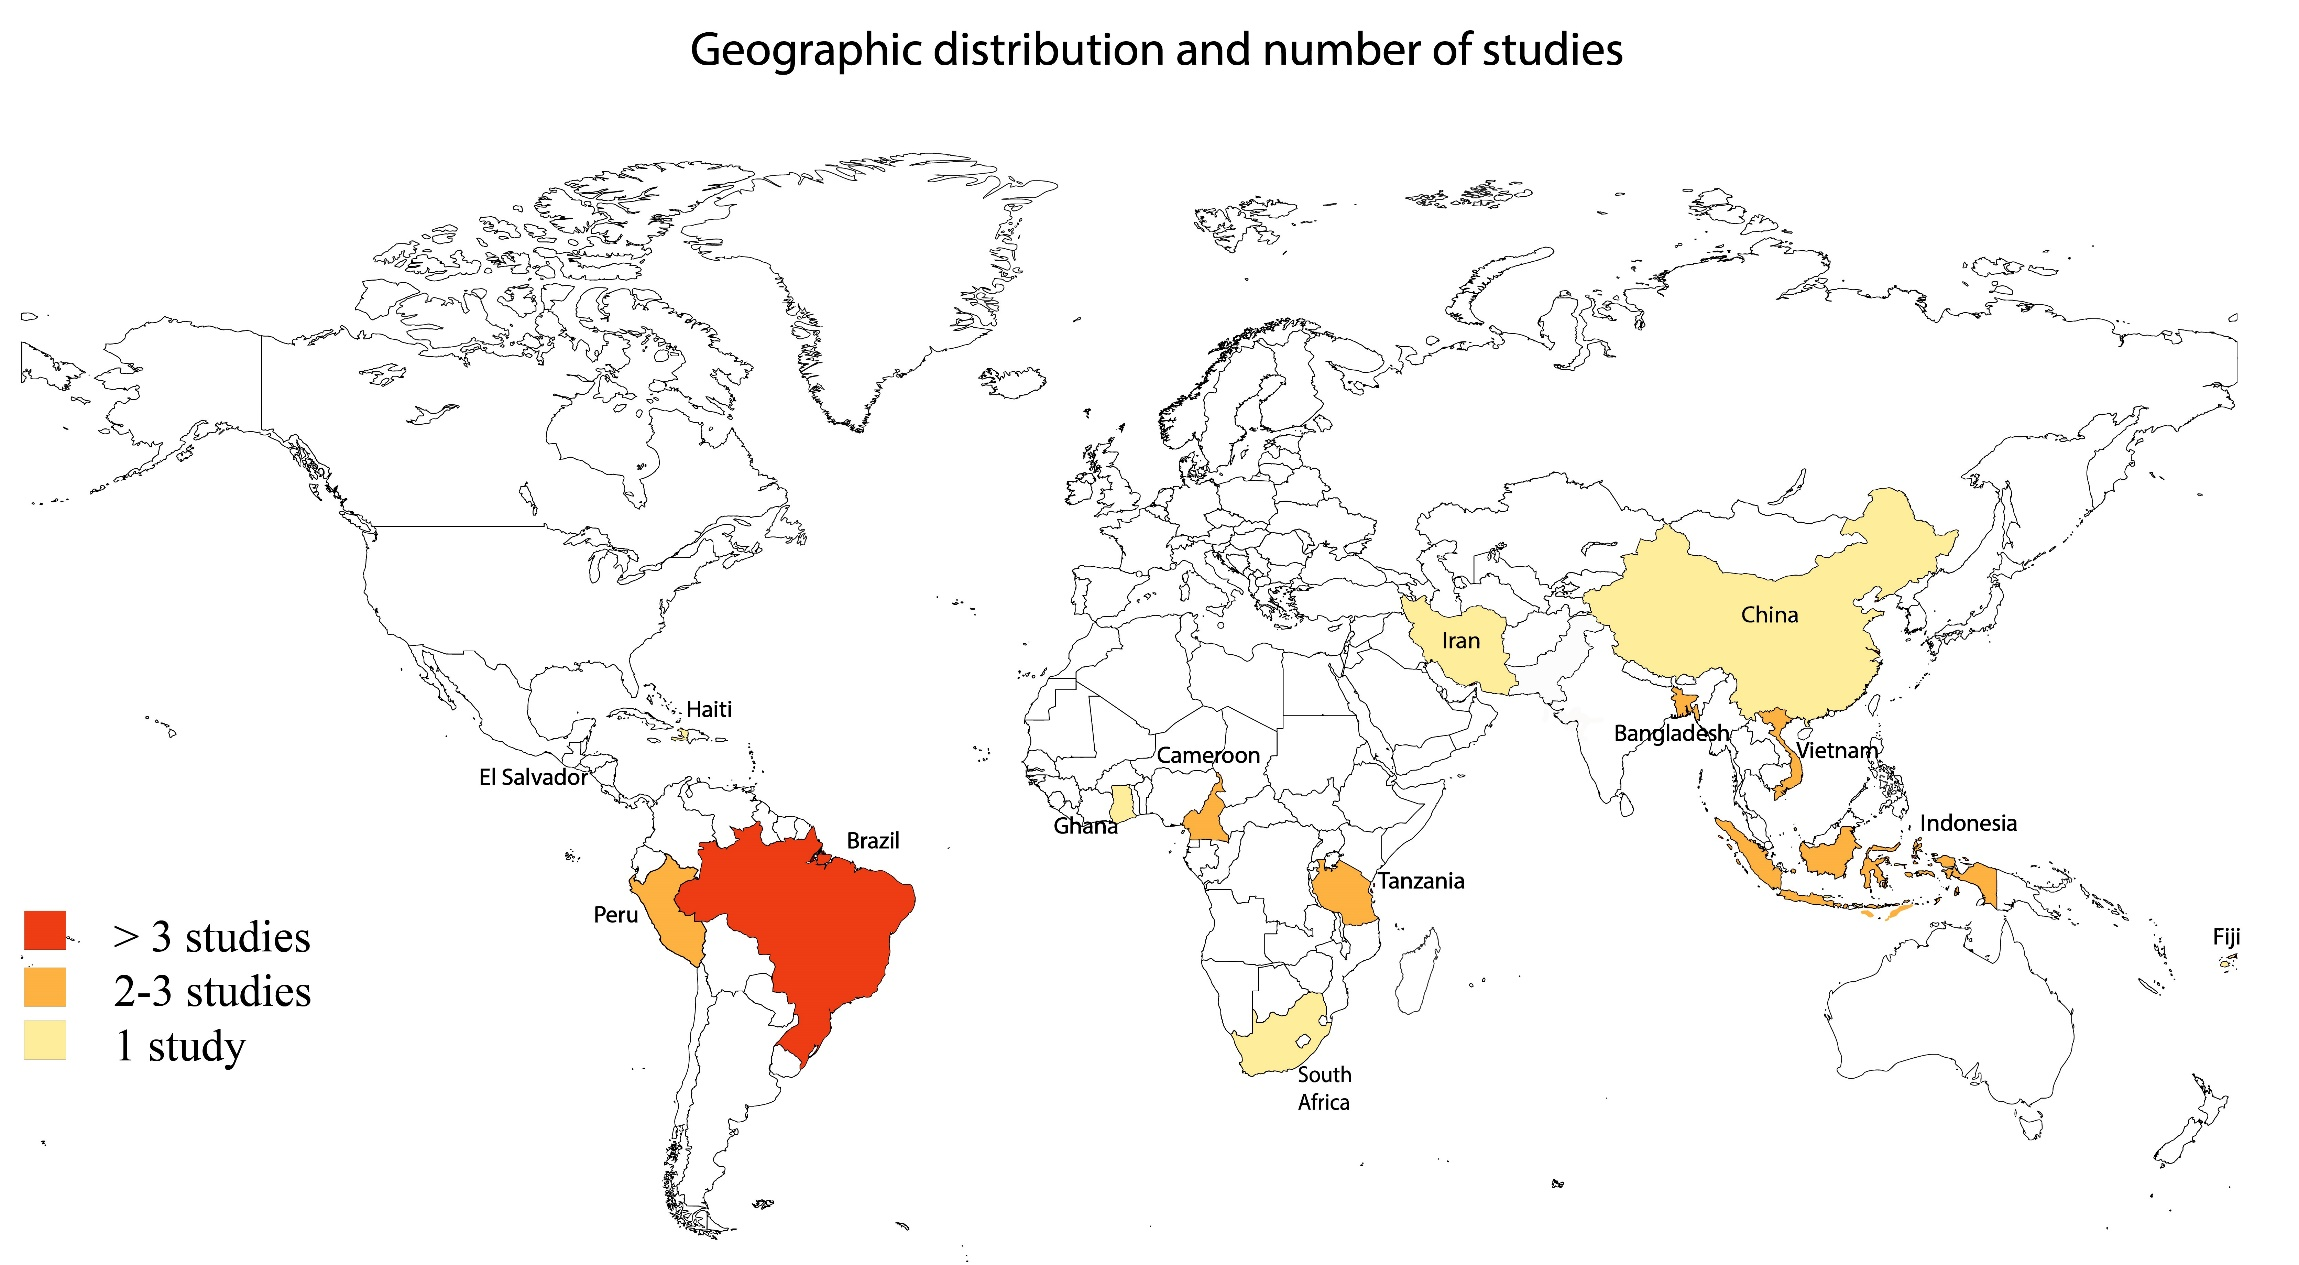 Geographic distribution and number of studies
Haiti
El Salvador
Brazil
Peru
Cameroon
Ghana
Tanzania
South
Africa
Iran
China
Bangladesh
Vietnam
Indonesia
Fiji
> 3 studies
2-3 studies
1 study